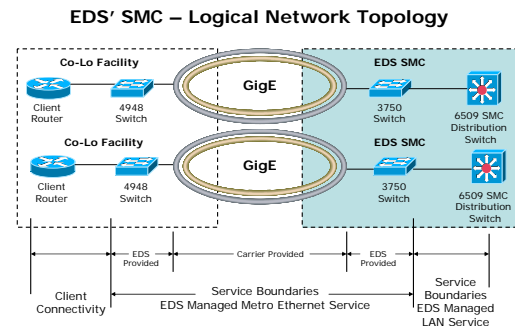 EDS' SMC – Logical Network Topology
Co-Lo Facility
EDS SMC
GigE
Client
Router
4948
Switch
3750
Switch
6509 SMC
Distribution
Switch
Co-Lo Facility
EDS SMC
GigE
Client
Router
4948
Switch
3750
Switch
6509 SMC
Distribution
Switch
EDS
Provided
Carrier Provided
EDS
Provided
Client
Connectivity
Service Boundaries
EDS Managed Metro Ethernet Service
Service
Boundaries
EDS Managed
LAN Service